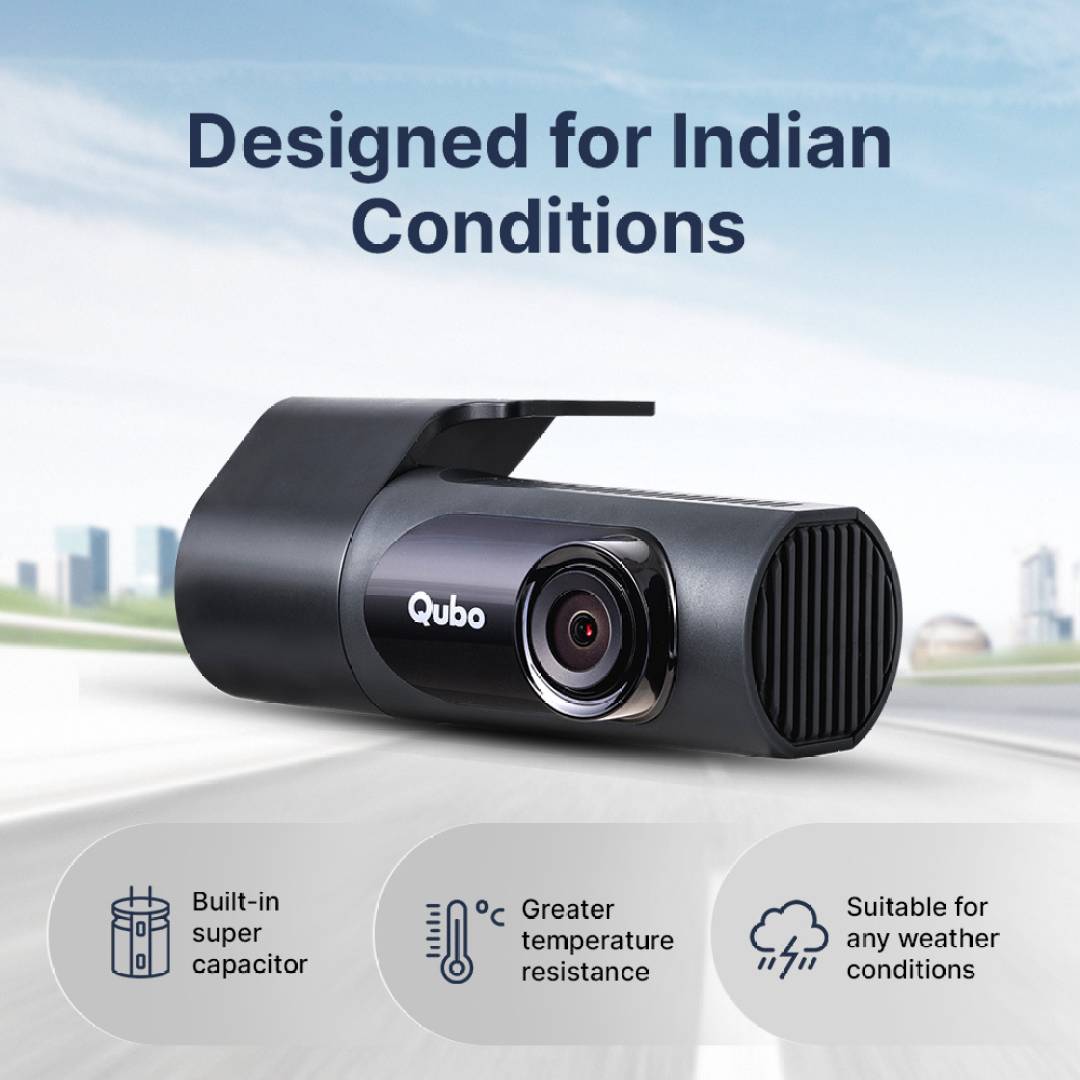 Designed for Indian
Conditions
Qubo
Built-in
super
capacitor
°C
Greater
temperature
resistance
Suitable for
any weather
conditions